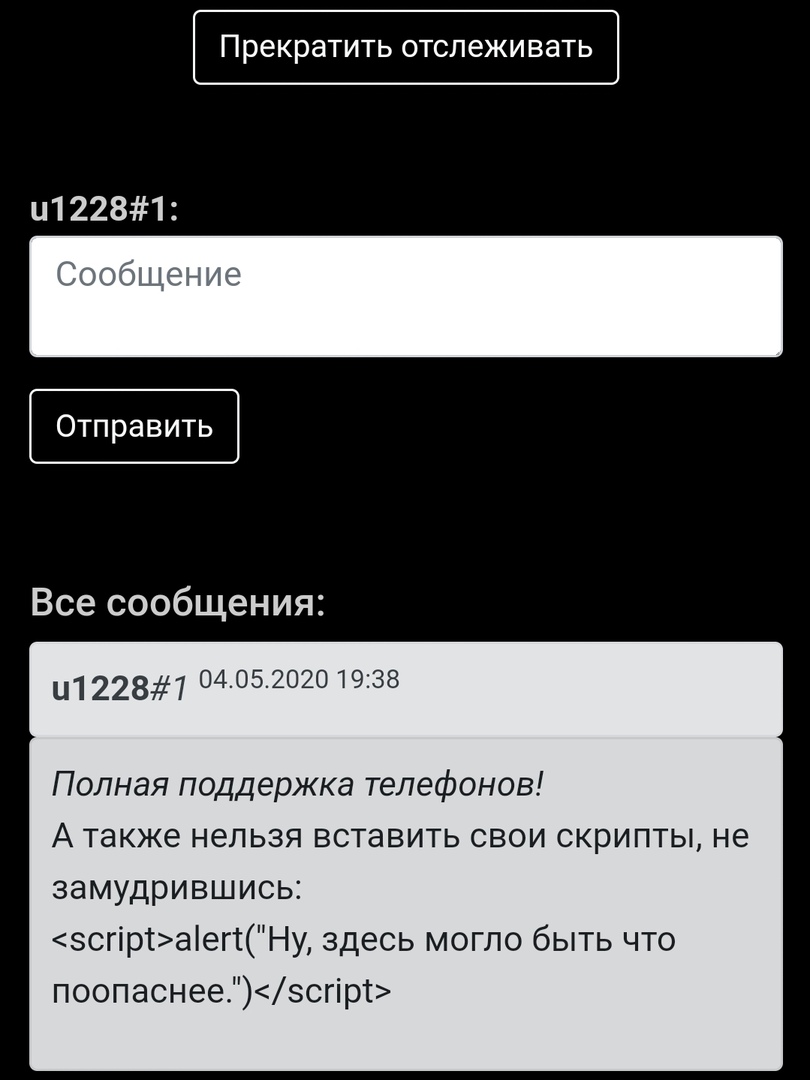 Прекратить отслеживать
u1228#1:
Сообщение
Отправить
Все сообщения:
u1228#1 04.05.2020 19:38
Полная поддержка телефонов!
А также нельзя вставить свои скрипты, не
замудрившись:
<script>alert("Ну, здесь могло быть что
поопаснее.")</script>